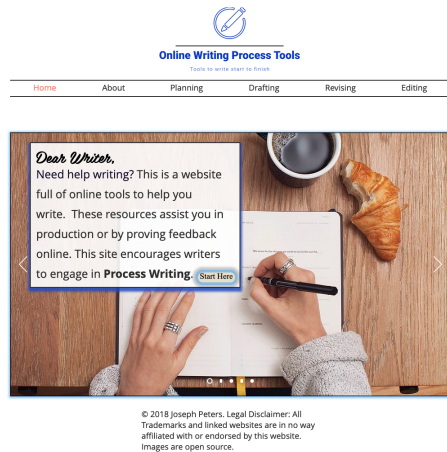 Online Writing Process Tools
Tools to write start to finish
Home About Planning Drafting Revising Editing
Dear Writer,
Need help writing? This is a website
full of online tools to help you
write. These resources assist you in
production or by proving feedback
online. This site encourages writers
to engage in Process Writing. Start Here
© 2018 Joseph Peters. Legal Disclaimer: All
Trademarks and linked websites are in no way
affiliated with or endorsed by this website.
Images are open source.